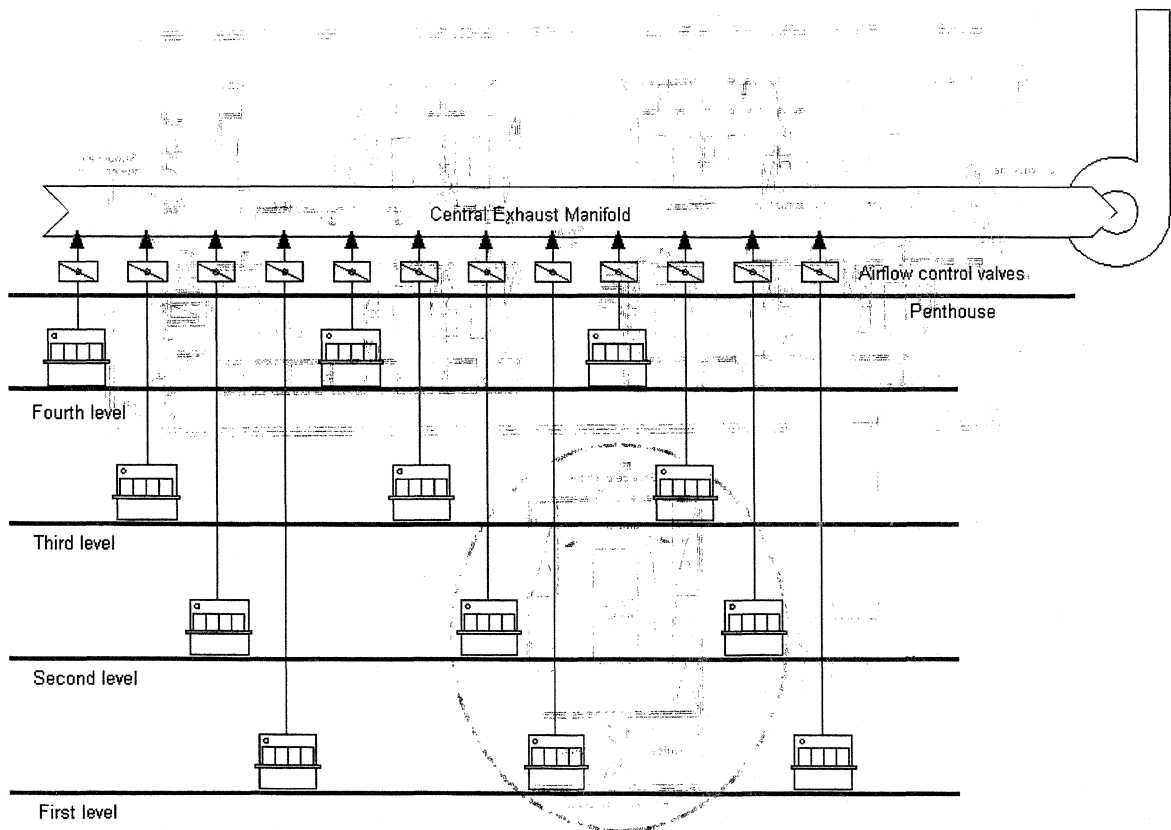 Central Exhaust Manifold
Airflow control valves
Penthouse
Fourth level
Third level
Second level
First level